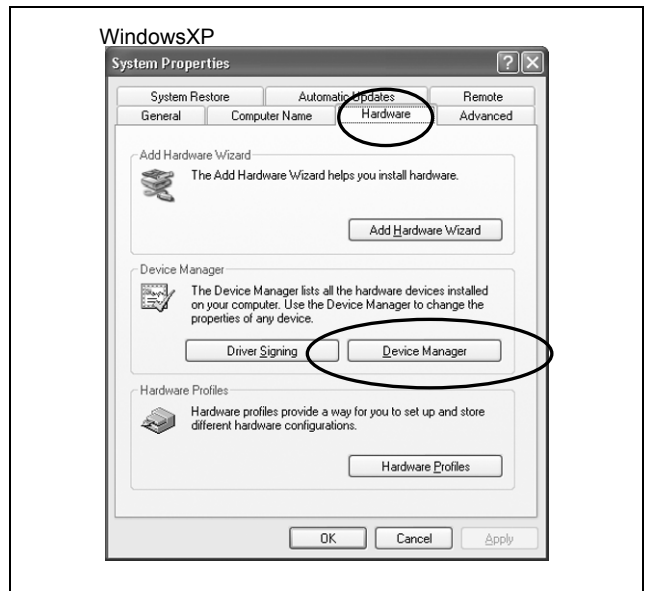 WindowsXP
System Properties
System Restore Automatic Updates Remote
General Computer Name Hardware Advanced
Add Hardware Wizard
The Add Hardware Wizard helps you install hardware.
Add Hardware Wizard
Device Manager
The Device Manager lists all the hardware devices installed
on your computer. Use the Device Manager to change the
properties of any device.
Driver Signing Device Manager
Hardware Profiles
Hardware profiles provide a way for you to set up and store
different hardware configurations.
Hardware Profiles
OK Cancel Apply